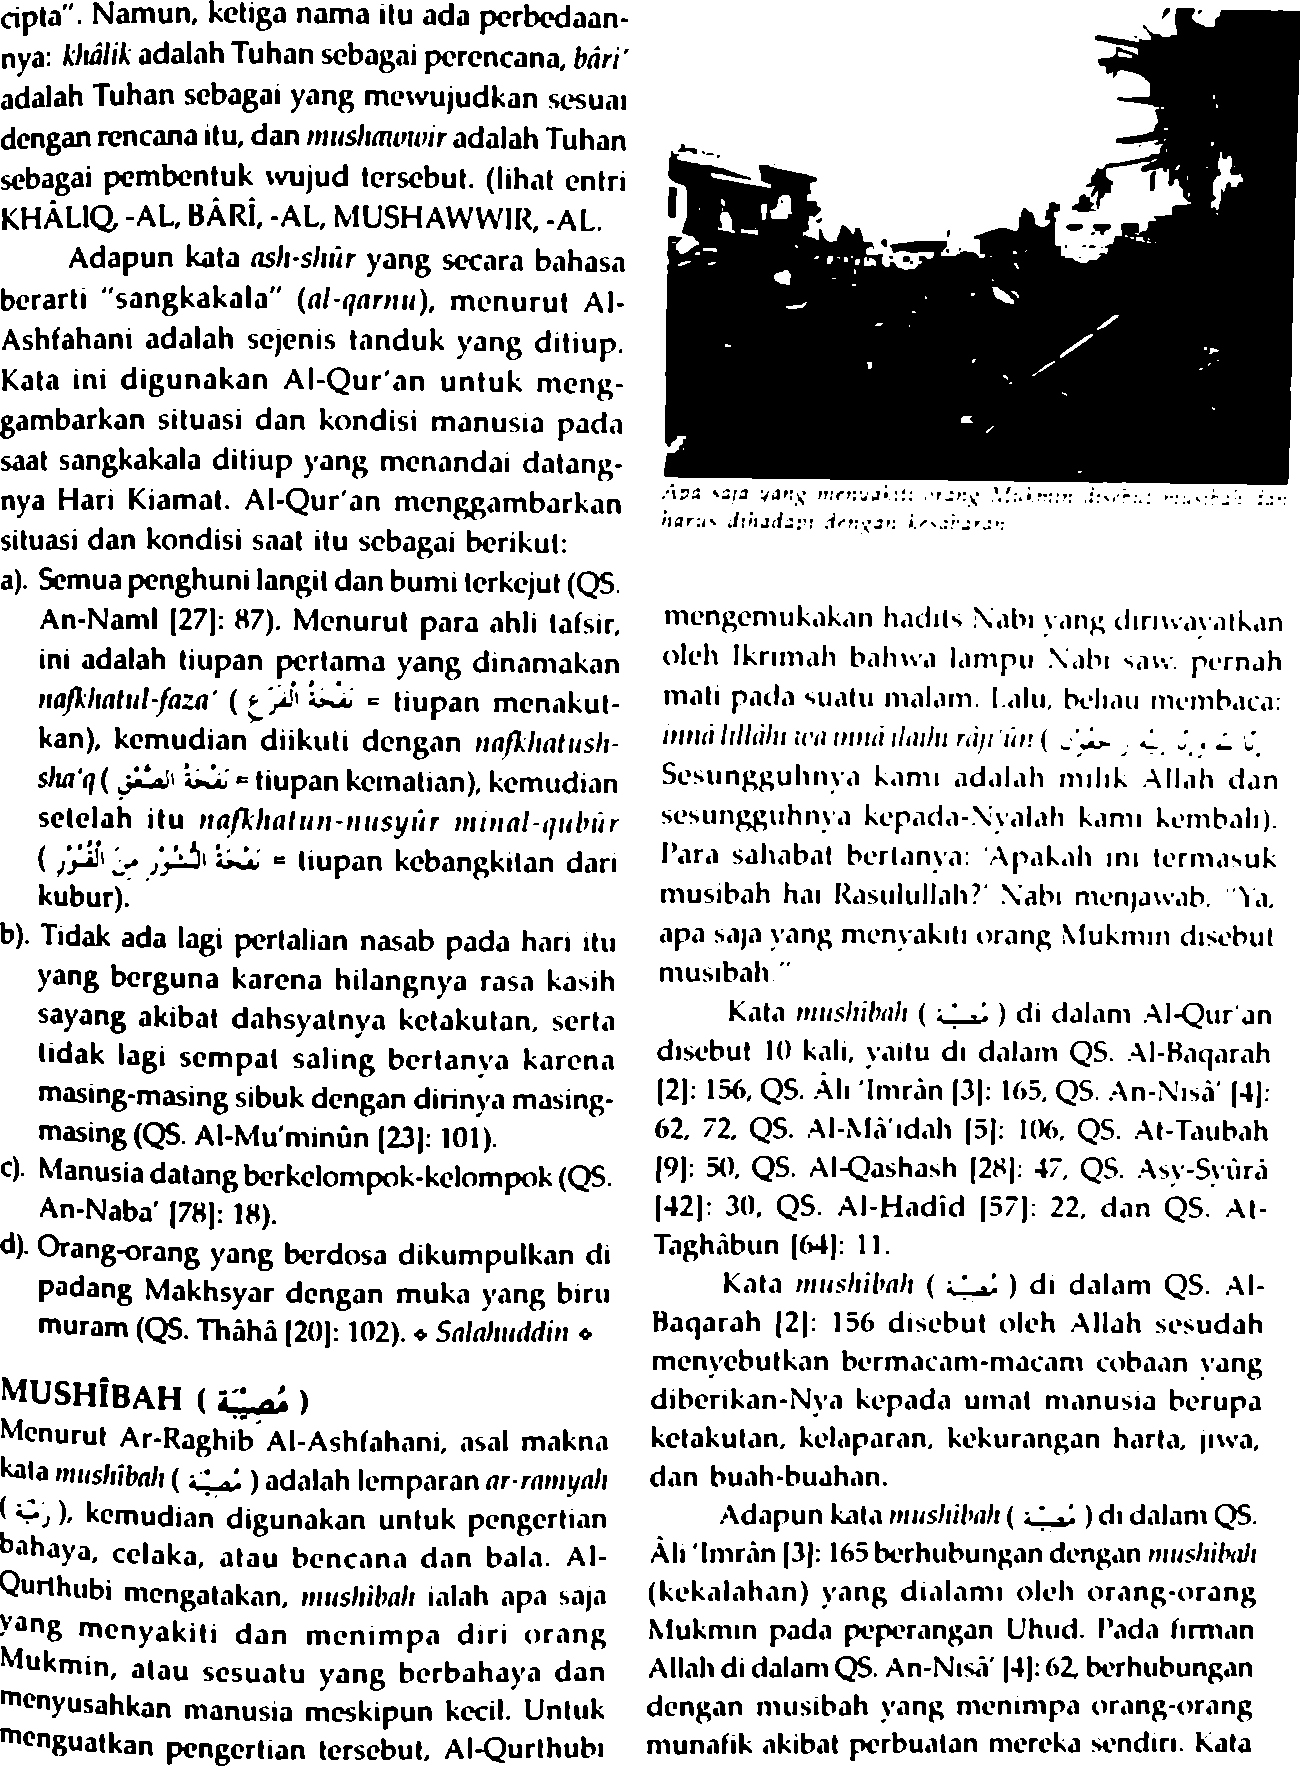 cipta". Namun, ketiga nama itu ada perbedaan-
nya: khâlik adalah Tuhan sebagai perencana, bâri'
adalah Tuhan sebagai yang mewujudkan sesuai
dengan rencana itu, dan mushawwir adalah Tuhan
sebagai pembentuk wujud tersebut. (lihat entri
KHÂLIQ, -AL, BÂRÎ, -AL, MUSHAWWIR, -AL.
Adapun kata ash-shûr yang secara bahasa
berarti "sangkakala" (al-qarnu), menurut Al-
Ashfahani adalah sejenis tanduk yang ditiup.
Kata ini digunakan Al-Qur'an untuk meng-
gambarkan situasi dan kondisi manusia pada
saat sangkakala ditiup yang menandai datang-
nya Hari Kiamat. Al-Qur'an menggambarkan
situasi dan kondisi saat itu sebagai berikut:
a). Semua penghuni langit dan bumi terkejut (QS.
An-Naml [27]: 87). Menurut para ahli tafsir,
ini adalah tiupan pertama yang dinamakan
nafkhatul-faza' ( نَفْخَةُ الْفَزَعِ = tiupan menakut-
kan), kemudian diikuti dengan nafkhatush-
sha'q ( نَفْخَةُ الصَّعْقِ = tiupan kematian), kemudian
setelah itu nafkhatun-nusyûr minal-qubûr
( نَفْخَةُ النُّشُوْرِ مِنَ الْقُبُوْرِ = tiupan kebangkitan dari
kubur).
b). Tidak ada lagi pertalian nasab pada hari itu
yang berguna karena hilangnya rasa kasih
sayang akibat dahsyatnya ketakutan, serta
tidak lagi sempat saling bertanya karena
masing-masing sibuk dengan dirinya masing-
masing (QS. Al-Mu'minûn [23]: 101).
c). Manusia datang berkelompok-kelompok (QS.
An-Naba' [78]: 18).
d). Orang-orang yang berdosa dikumpulkan di
padang Makhsyar dengan muka yang biru
muram (QS. Thâhâ [20]: 102). ❖ Salahuddin ❖
MUSHÎBAH ( مُصِيْبَة )
Menurut Ar-Raghib Al-Ashfahani, asal makna
kata mushîbah ( مُصِيْبَة ) adalah lemparan ar-ramyah
( رَمْيَة ), kemudian digunakan untuk pengertian
bahaya, celaka, atau bencana dan bala. Al-
Qurthubi mengatakan, mushibah ialah apa saja
yang menyakiti dan menimpa diri orang
Mukmin, atau sesuatu yang berbahaya dan
menyusahkan manusia meskipun kecil. Untuk
menguatkan pengertian tersebut, Al-Qurthubi
Apa saja yang menyakiti orang Mukmin disebut musibah dan
harus dihadapi dengan kesabaran
mengemukakan hadits Nabi yang diriwayatkan
oleh Ikrimah bahwa lampu Nabi saw. pernah
mati pada suatu malam. Lalu, beliau membaca:
innâ lillâhi wa innâ ilaihi râji'ûn (
Sesungguhnya kami adalah milik Allah dan
sesungguhnya kepada-Nyalah kami kembali).
Para sahabat bertanya: 'Apakah ini termasuk
musibah hai Rasulullah?' Nabi menjawab, "Ya,
apa saja yang menyakiti orang Mukmin disebut
musibah."
Kata mushibah ( مُصِيْبَة ) di dalam Al-Qur'an
disebut 10 kali, yaitu di dalam QS. Al-Baqarah
[2]: 156, QS. Âli 'Imrân [3]: 165, QS. An-Nisâ' [4]:
62, 72, QS. Al-Mâ'idah [5]: 106, QS. At-Taubah
[9]: 50, QS. Al-Qashash [28]: 47, QS. Asy-Syûrâ
[42]: 30, QS. Al-Hadîd [57]: 22, dan QS. At-
Taghâbun [64]: 11.
Kata mushibah ( مُصِيْبَة ) di dalam QS. Al-
Baqarah [2]: 156 disebut oleh Allah sesudah
menyebutkan bermacam-macam cobaan yang
diberikan-Nya kepada umat manusia berupa
ketakutan, kelaparan, kekurangan harta, jiwa,
dan buah-buahan.
Adapun kata mushibah ( مُصِيْبَة ) di dalam QS.
Âli 'Imrân [3]: 165 berhubungan dengan mushibah
(kekalahan) yang dialami oleh orang-orang
Mukmin pada peperangan Uhud. Pada firman
Allah di dalam QS. An-Nisâ' [4]: 62, berhubungan
dengan musibah yang menimpa orang-orang
munafik akibat perbuatan mereka sendiri. Kata